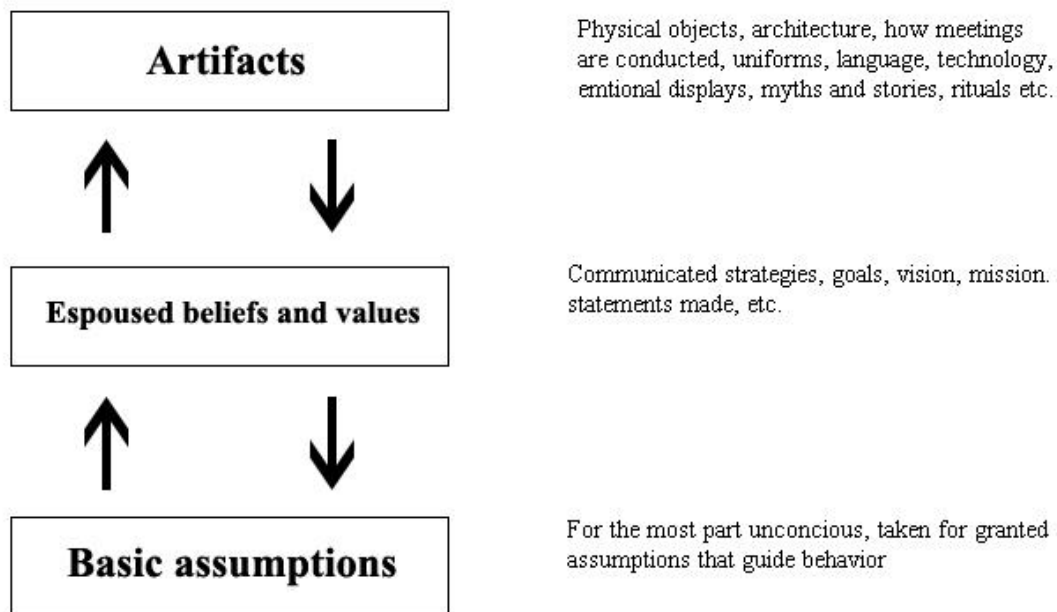 Artifacts
Physical objects, architecture, how meetings
are conducted, uniforms, language, technology,
emtional displays, myths and stories, rituals etc.
Espoused beliefs and values
Communicated strategies, goals, vision, mission.
statements made, etc.
Basic assumptions
For the most part unconcious, taken for granted
assumptions that guide behavior